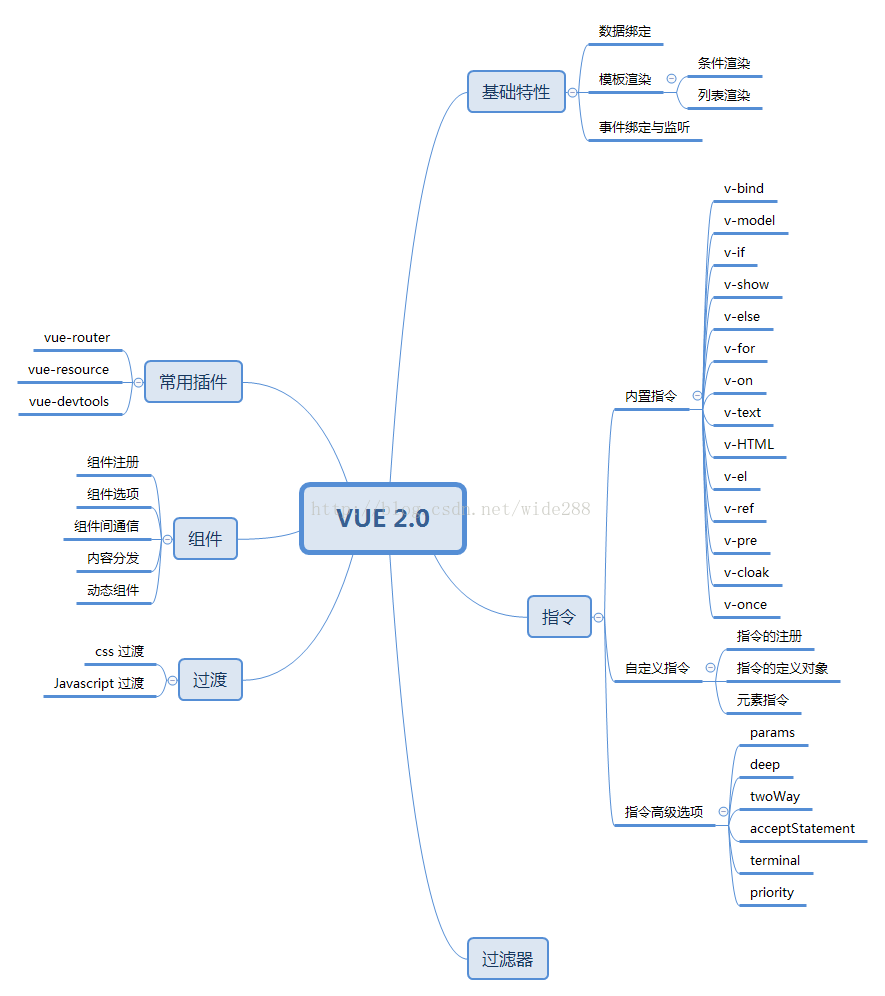 VUE 2.0
http://blog.csdn.net/wide288
基础特性
数据绑定
模板渲染
条件渲染
列表渲染
事件绑定与监听
指令
内置指令
v-bind
v-model
v-if
v-show
v-else
v-for
v-on
v-text
v-HTML
v-el
v-ref
v-pre
v-cloak
v-once
自定义指令
指令的注册
指令的定义对象
元素指令
指令高级选项
params
deep
twoWay
acceptStatement
terminal
priority
过滤器
常用插件
vue-router
vue-resource
vue-devtools
组件
组件注册
组件选项
组件间通信
内容分发
动态组件
过渡
css 过渡
Javascript 过渡